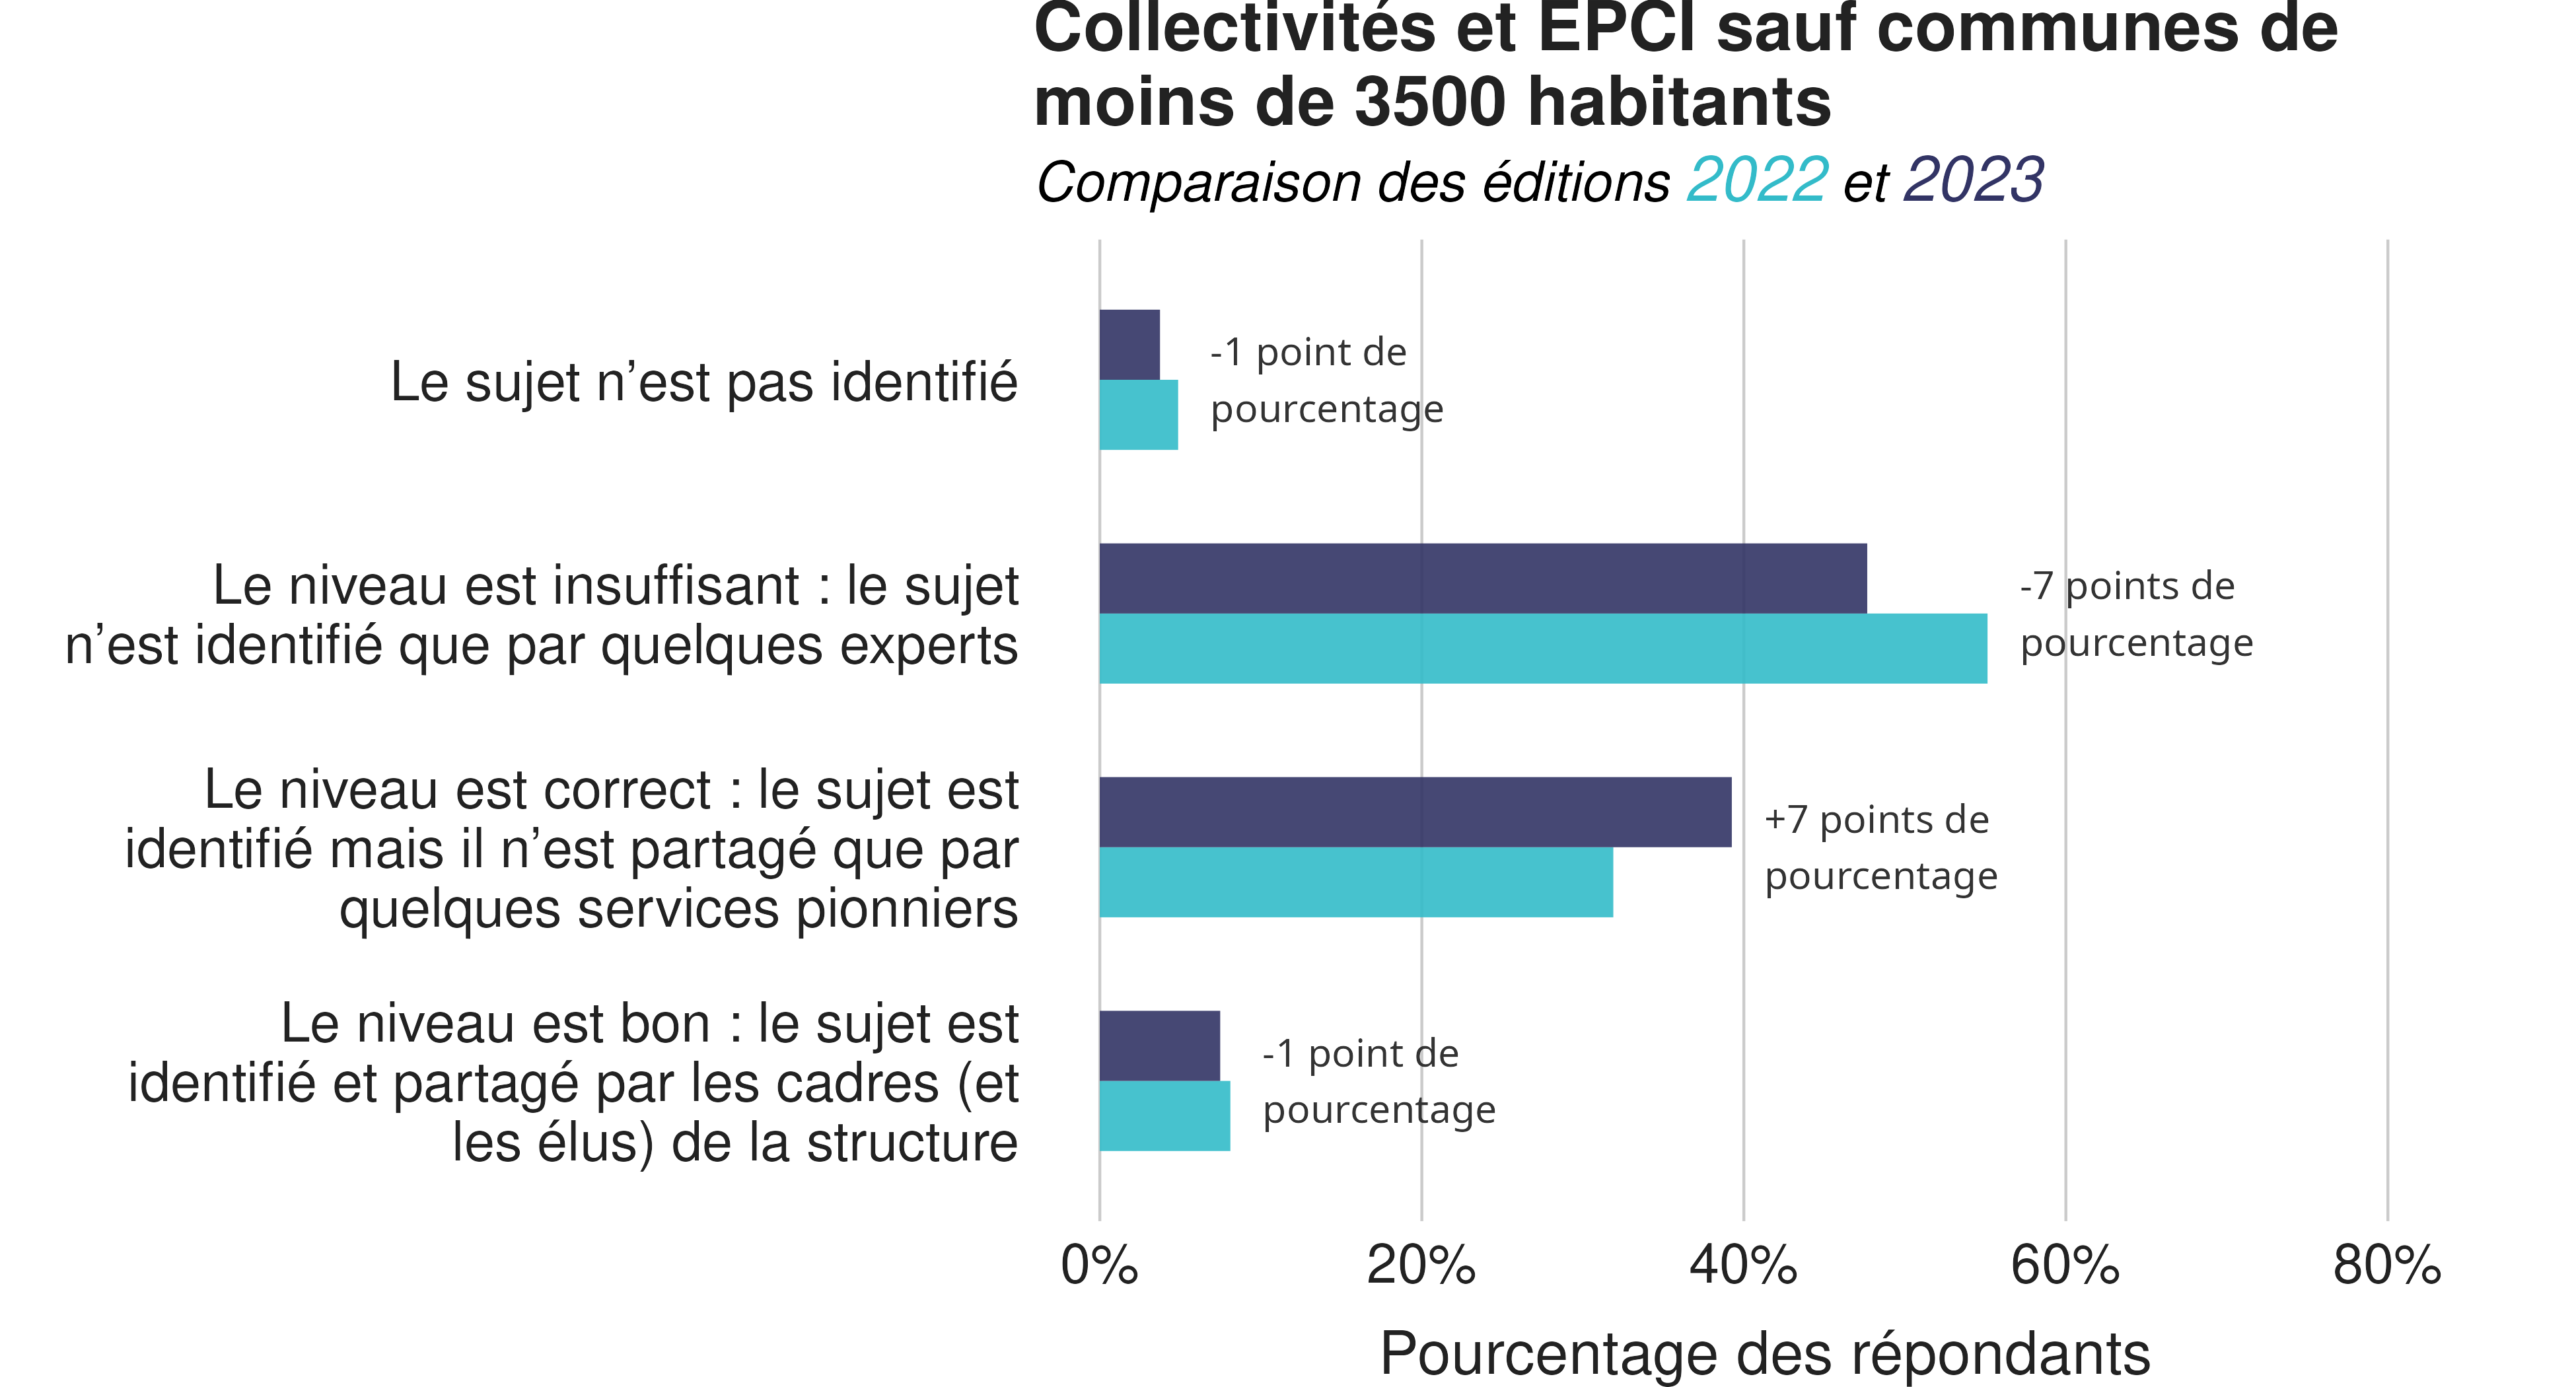 Collectivités et EPCI sauf communes de
moins de 3500 habitants
Comparaison des éditions 2022 et 2023
Le sujet n’est pas identifié
-1 point de
pourcentage
Le niveau est insuffisant : le sujet
n’est identifié que par quelques experts
-7 points de
pourcentage
Le niveau est correct : le sujet est
identifié mais il n’est partagé que par
quelques services pionniers
+7 points de
pourcentage
Le niveau est bon : le sujet est
identifié et partagé par les cadres (et
les élus) de la structure
-1 point de
pourcentage
0% 20% 40% 60% 80%
Pourcentage des répondants